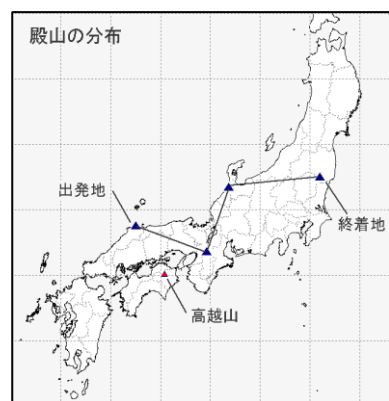 殿山の分布
出発地
終着地
高越山